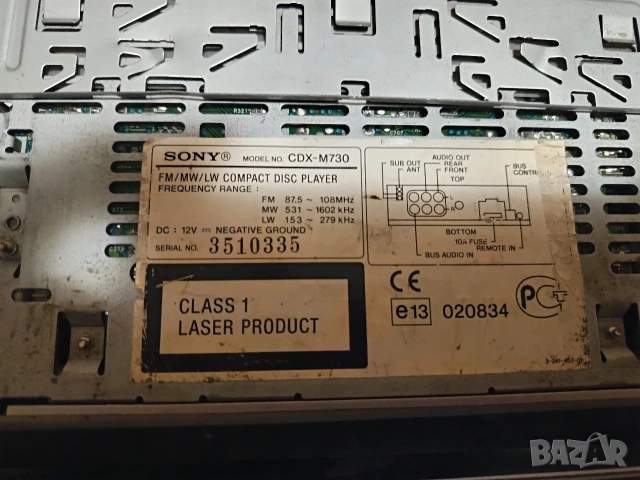 SONY® MODEL NO. CDX-M730
FM/MW/LW COMPACT DISC PLAYER
FREQUENCY RANGE :
FM 87.5 ~ 108MHz
MW 531 ~ 1602 kHz
LW 153 ~ 279 kHz
DC : 12V ⎓ NEGATIVE GROUND
SERIAL NO. 3510335
CLASS 1
LASER PRODUCT
AUDIO OUT
SUB OUT REAR
ANT FRONT
BUS
CONTROL
TOP
L
R
BOTTOM
10A FUSE
REMOTE IN
BUS AUDIO IN
CE
e13 020834
PCT
BAZAR
.bg